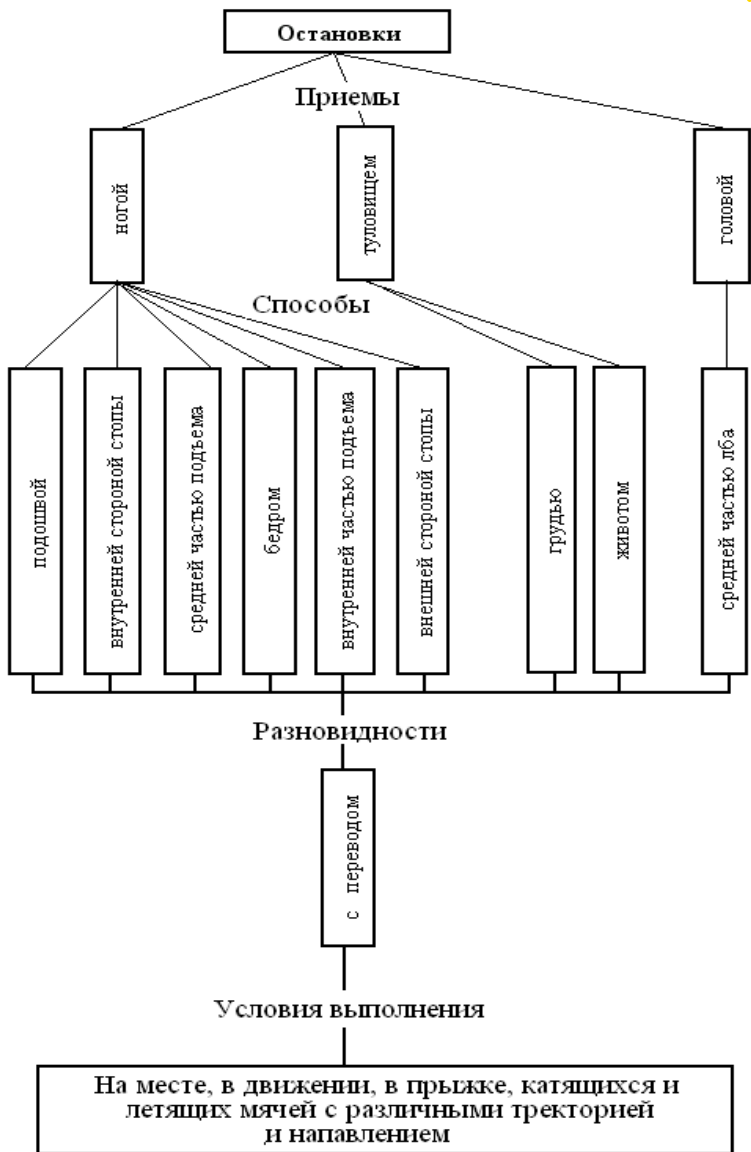 Остановки
Приемы
ногой
туловищем
головой
Способы
подошвой
внутренней стороной стопы
средней частью подъема
бедром
внутренней частью подъема
внешней стороной стопы
грудью
животом
средней частью лба
Разновидности
с переводом
Условия выполнения
На месте, в движении, в прыжке, катящихся и
летящих мячей с различными тректорией
и напавлением